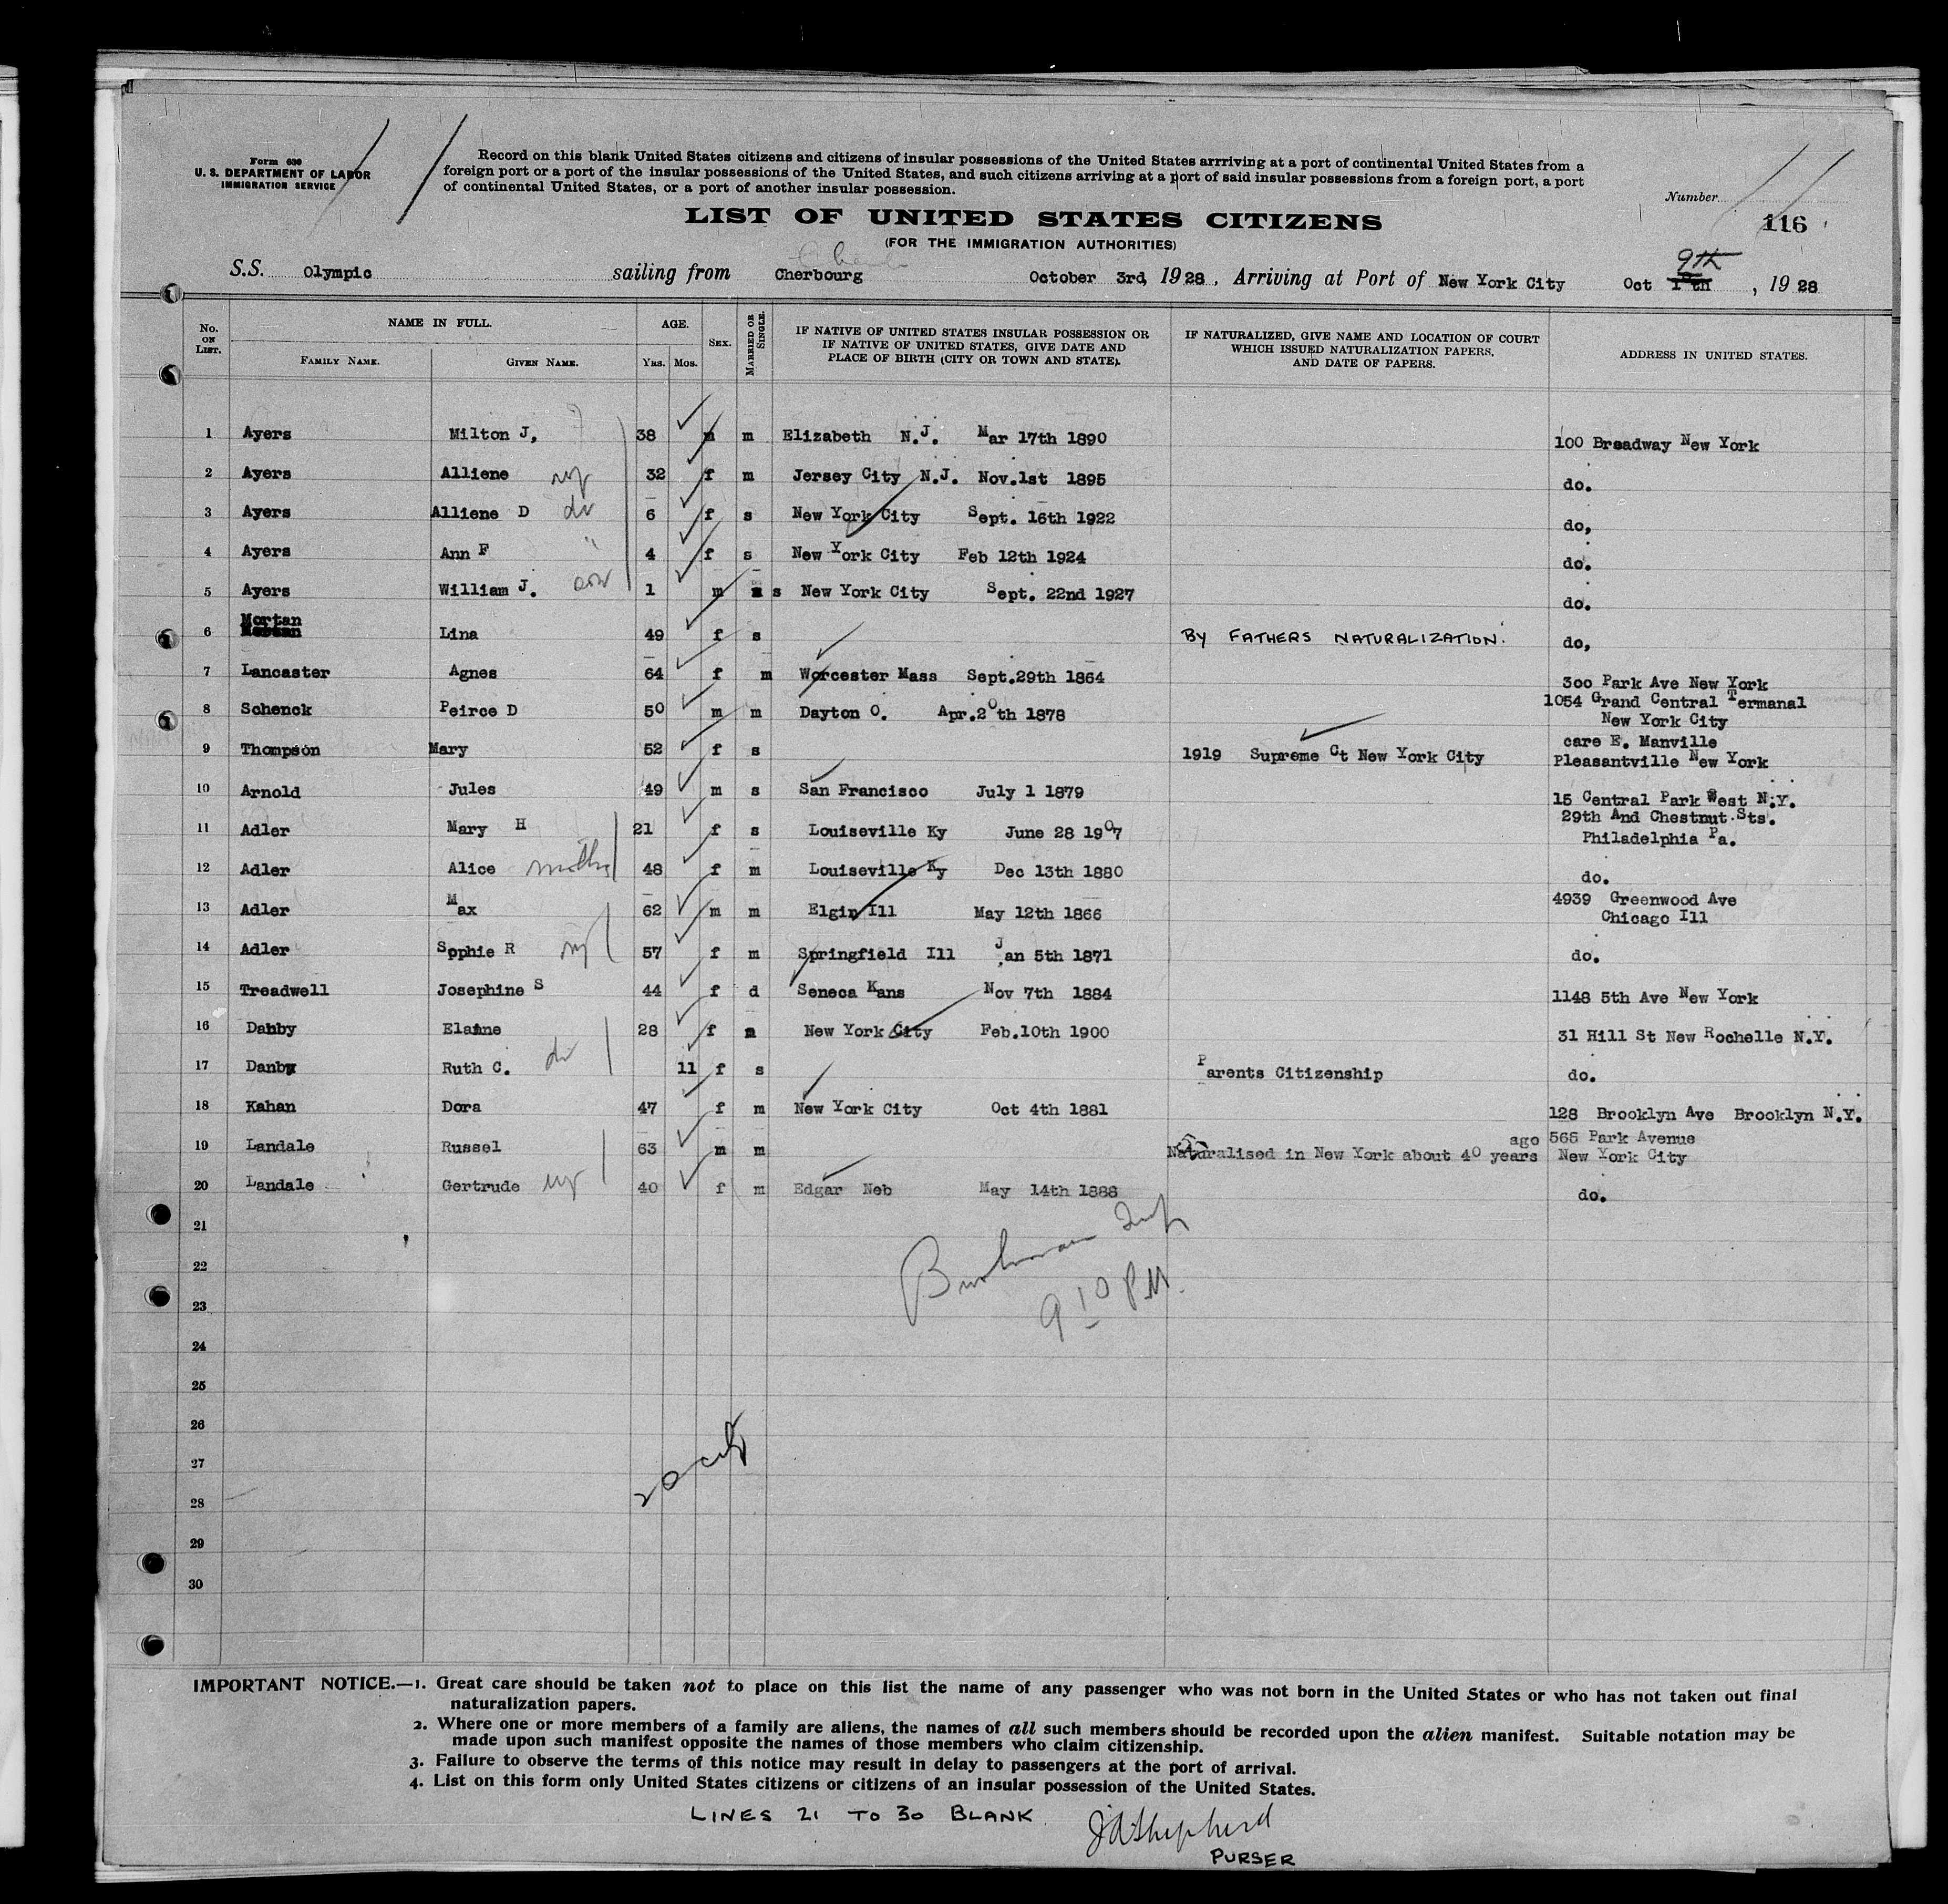 Form 630
U. S. DEPARTMENT OF LABOR
IMMIGRATION SERVICE
Record on this blank United States citizens and citizens of insular possessions of the United States arrriving at a port of continental United States from a
foreign port or a port of the insular possessions of the United States, and such citizens arriving at a port of said insular possessions from a foreign port, a port
of continental United States, or a port of another insular possession.
Number
116
LIST OF UNITED STATES CITIZENS
(FOR THE IMMIGRATION AUTHORITIES)
S.S. Olympic sailing from Cherbourg October 3rd, 1928, Arriving at Port of New York City Oct 9th, 1928
No. ON LIST.
NAME IN FULL.
FAMILY NAME. GIVEN NAME.
AGE.
YRS. MOS.
SEX.
MARRIED OR SINGLE.
IF NATIVE OF UNITED STATES INSULAR POSSESSION OR
IF NATIVE OF UNITED STATES, GIVE DATE AND
PLACE OF BIRTH (CITY OR TOWN AND STATE).
IF NATURALIZED, GIVE NAME AND LOCATION OF COURT
WHICH ISSUED NATURALIZATION PAPERS,
AND DATE OF PAPERS.
ADDRESS IN UNITED STATES.
1 Ayers Milton J, 38 m m Elizabeth N.J. Mar 17th 1890 100 Broadway New York
2 Ayers Alliene 32 f m Jersey City N.J. Nov.1st 1895 do.
3 Ayers Alliene D 6 f s New York City Sept. 16th 1922 do,
4 Ayers Ann F " 4 f s New York City Feb 12th 1924 do.
5 Ayers William J. son 1 m s New York City Sept. 22nd 1927 do.
6 Mortan Lina 49 f s BY FATHERS NATURALIZATION. do,
7 Lancaster Agnes 64 f m Worcester Mass Sept.29th 1864 300 Park Ave New York
8 Schenck Peirce D 50 m m Dayton O. Apr.20th 1878 1054 Grand Central Termanal
New York City
9 Thompson Mary 52 f s 1919 Supreme Ct New York City care E. Manville
Pleasantville New York
10 Arnold Jules 49 m s San Francisco July 1 1879 15 Central Park West N.Y.
11 Adler Mary H 21 f s Louiseville Ky June 28 1907 29th And Chestnut Sts.
Philadelphia Pa.
12 Adler Alice mother 48 f m Louiseville Ky Dec 13th 1880 do.
13 Adler Max 62 m m Elgin Ill May 12th 1866 4939 Greenwood Ave
Chicago Ill
14 Adler Sophie R 57 f m Springfield Ill Jan 5th 1871 do.
15 Treadwell Josephine S 44 f d Seneca Kans Nov 7th 1884 1148 5th Ave New York
16 Danby Elaine 28 f m New York City Feb.10th 1900 31 Hill St New Rochelle N.Y.
17 Danby Ruth C. 11 f s Parents Citizenship do.
18 Kahan Dora 47 f m New York City Oct 4th 1881 128 Brooklyn Ave Brooklyn N.Y.
19 Landale Russel 63 m m Naturalised in New York about 40 years ago 565 Park Avenue
New York City
20 Landale Gertrude 40 f m Edgar Neb May 14th 1888 do.
21
22
9 10 P.M.
23
24
25
26
27
28
29
30
IMPORTANT NOTICE.—1. Great care should be taken not to place on this list the name of any passenger who was not born in the United States or who has not taken out final
naturalization papers.
2. Where one or more members of a family are aliens, the names of all such members should be recorded upon the alien manifest. Suitable notation may be
made upon such manifest opposite the names of those members who claim citizenship.
3. Failure to observe the terms of this notice may result in delay to passengers at the port of arrival.
4. List on this form only United States citizens or citizens of an insular possession of the United States.
LINES 21 TO 30 BLANK
JA Shepherd
PURSER